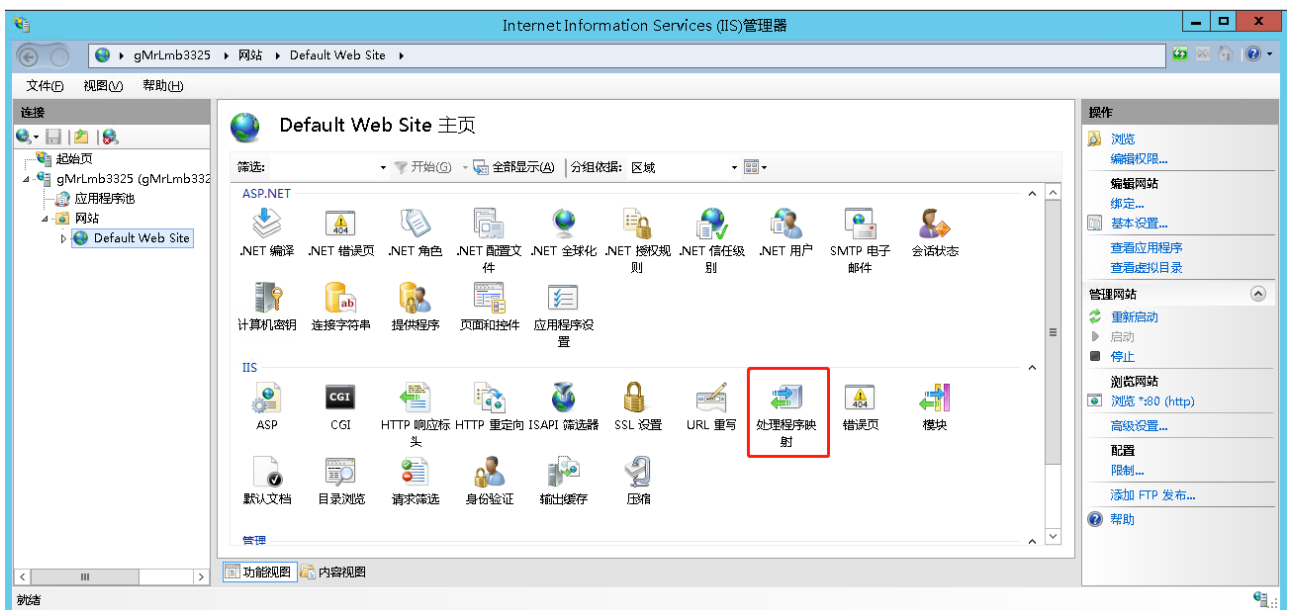 Internet Information Services (IIS)管理器
gMrLmb3325 网站 Default Web Site
文件(F) 视图(V) 帮助(H)
连接
起始页
gMrLmb3325 (gMrLmb332
应用程序池
网站
Default Web Site
Default Web Site 主页
筛选: 开始(G) 全部显示(A) 分组依据: 区域
ASP.NET
404
.NET 编译 .NET 错误页 .NET 角色 .NET 配置文件 .NET 全球化 .NET 授权规则 .NET 信任级别 .NET 用户 SMTP 电子邮件 会话状态
ab
计算机密钥 连接字符串 提供程序 页面和控件 应用程序设置
IIS
CGI 404
ASP CGI HTTP 响应标头 HTTP 重定向 ISAPI 筛选器 SSL 设置 URL 重写 处理程序映射 错误页 模块
默认文档 目录浏览 请求筛选 身份验证 输出缓存 压缩
管理
功能视图 内容视图
操作
浏览
编辑权限...
编辑网站
绑定...
基本设置...
查看应用程序
查看虚拟目录
管理网站
重新启动
启动
停止
浏览网站
浏览 *:80 (http)
高级设置...
配置
限制...
添加 FTP 发布...
帮助
就绪